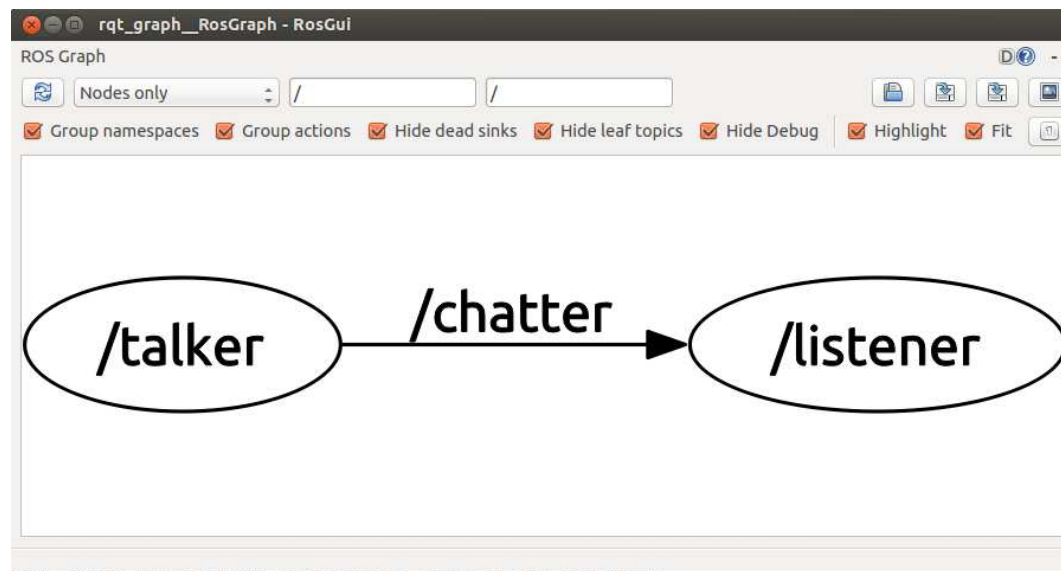 rqt_graph__RosGraph - RosGui
ROS Graph
D -
Nodes only / /
Group namespaces Group actions Hide dead sinks Hide leaf topics Hide Debug Highlight Fit
/talker /chatter /listener